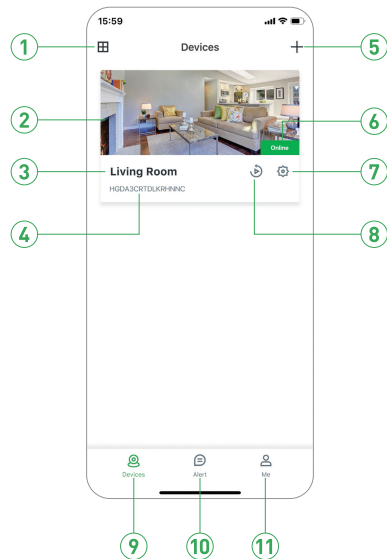 15:59
1
Devices
5
2
6
Online
3
Living Room
7
4
HGDA3CRTDLKRHNNC
8
Devices
Alert
Me
9
10
11